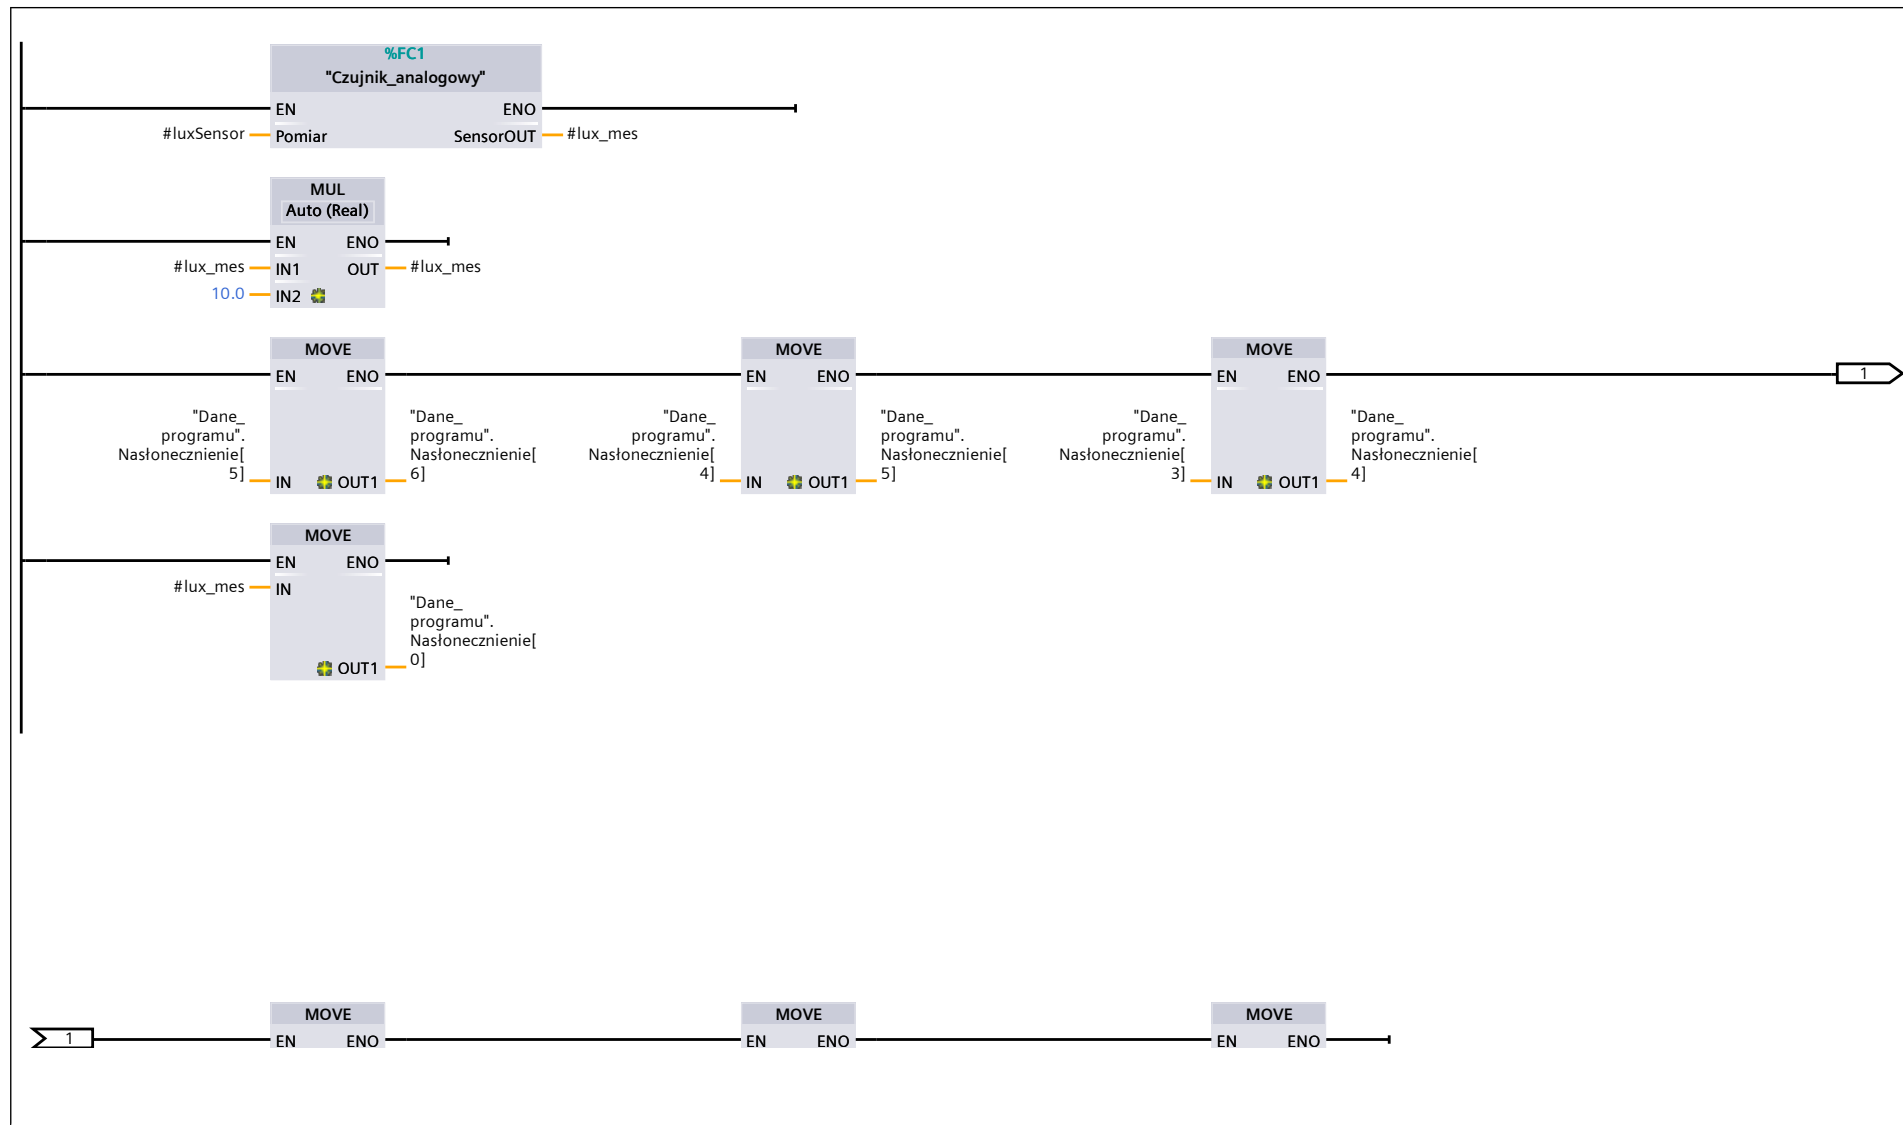 %FC1
"Czujnik_analogowy"
EN ENO
#luxSensor Pomiar SensorOUT #lux_mes
MUL
Auto (Real)
EN ENO
#lux_mes IN1 OUT #lux_mes
10.0 IN2
MOVE MOVE MOVE
EN ENO EN ENO EN ENO 1
"Dane_ "Dane_ "Dane_ "Dane_ "Dane_ "Dane_
programu". programu". programu". programu". programu". programu".
Nasłonecznienie[ Nasłonecznienie[ Nasłonecznienie[ Nasłonecznienie[ Nasłonecznienie[ Nasłonecznienie[
5] 6] 4] 5] 3] 4]
IN OUT1 IN OUT1 IN OUT1
MOVE
EN ENO
#lux_mes IN
"Dane_
programu".
Nasłonecznienie[
0]
OUT1
MOVE MOVE MOVE
1 EN ENO EN ENO EN ENO